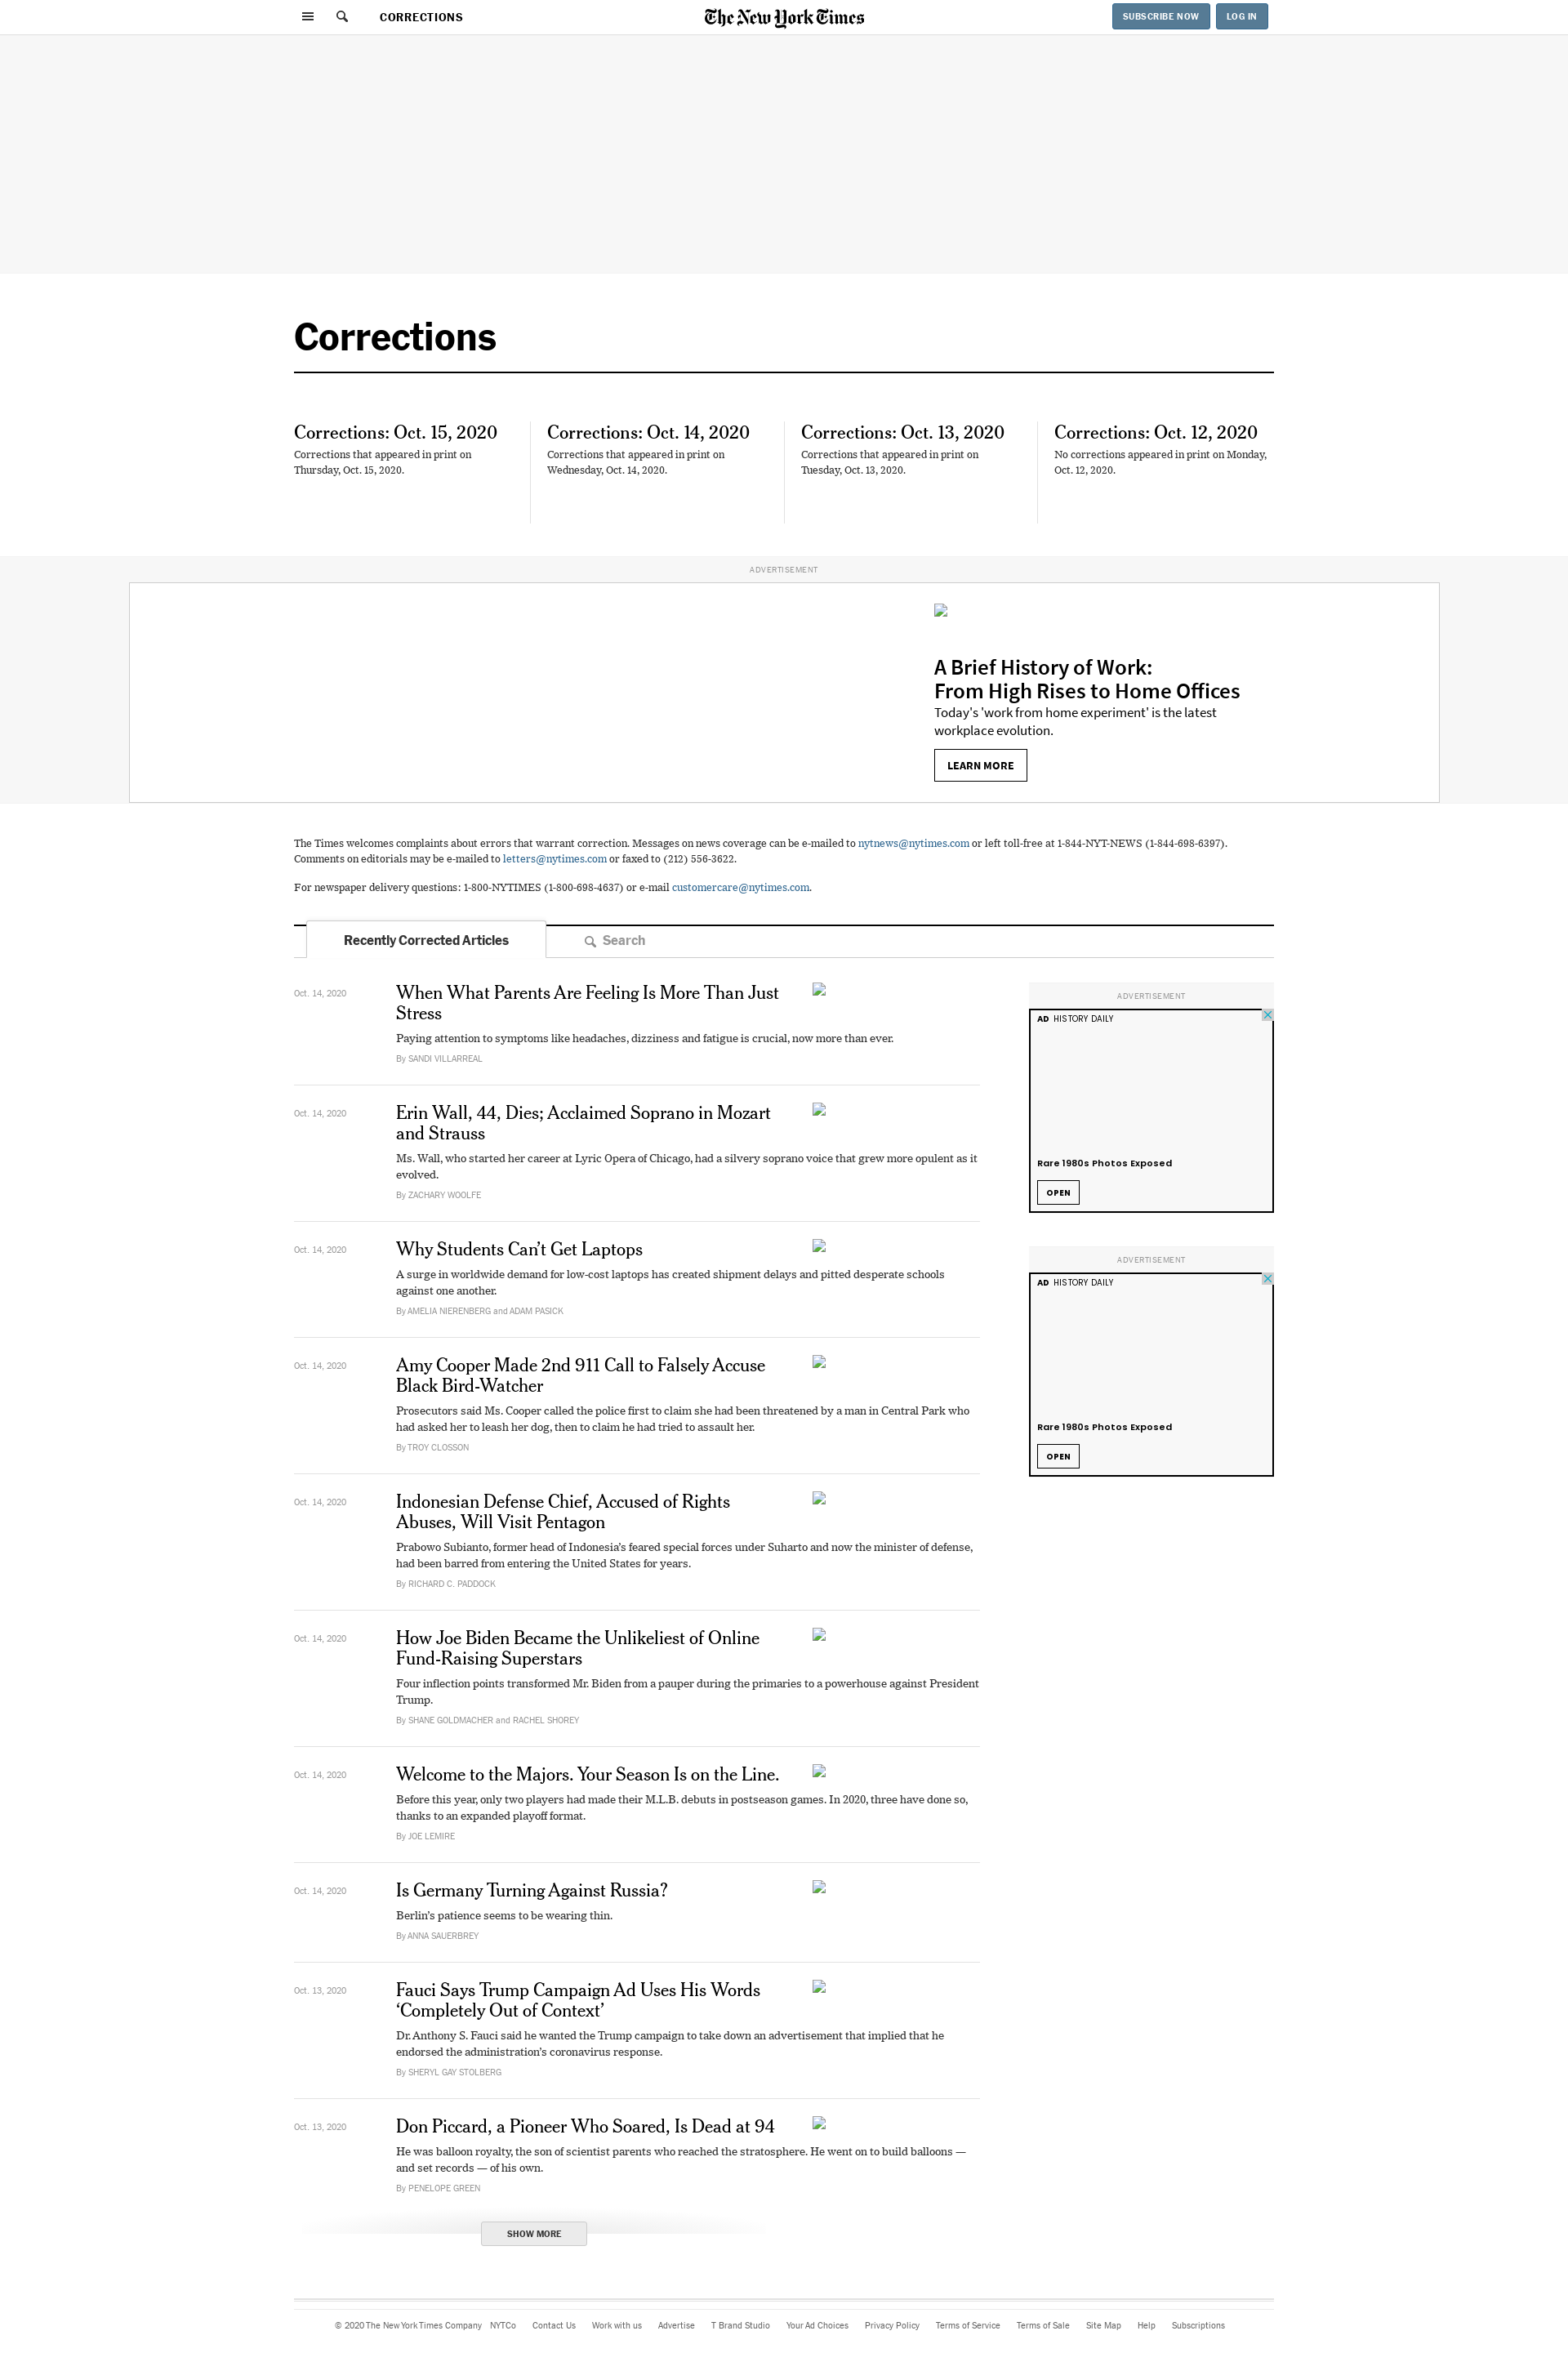 CORRECTIONS
The New York Times
SUBSCRIBE NOW
LOG IN
Corrections
Corrections: Oct. 15, 2020
Corrections that appeared in print on
Thursday, Oct. 15, 2020.
Corrections: Oct. 14, 2020
Corrections that appeared in print on
Wednesday, Oct. 14, 2020.
Corrections: Oct. 13, 2020
Corrections that appeared in print on
Tuesday, Oct. 13, 2020.
Corrections: Oct. 12, 2020
No corrections appeared in print on Monday,
Oct. 12, 2020.
ADVERTISEMENT
A Brief History of Work:
From High Rises to Home Offices
Today's 'work from home experiment' is the latest
workplace evolution.
LEARN MORE
The Times welcomes complaints about errors that warrant correction. Messages on news coverage can be e-mailed to nytnews@nytimes.com or left toll-free at 1-844-NYT-NEWS (1-844-698-6397).
Comments on editorials may be e-mailed to letters@nytimes.com or faxed to (212) 556-3622.
For newspaper delivery questions: 1-800-NYTIMES (1-800-698-4637) or e-mail customercare@nytimes.com.
Recently Corrected Articles
Search
Oct. 14, 2020
When What Parents Are Feeling Is More Than Just
Stress
Paying attention to symptoms like headaches, dizziness and fatigue is crucial, now more than ever.
By SANDI VILLARREAL
Oct. 14, 2020
Erin Wall, 44, Dies; Acclaimed Soprano in Mozart
and Strauss
Ms. Wall, who started her career at Lyric Opera of Chicago, had a silvery soprano voice that grew more opulent as it
evolved.
By ZACHARY WOOLFE
Oct. 14, 2020
Why Students Can’t Get Laptops
A surge in worldwide demand for low-cost laptops has created shipment delays and pitted desperate schools
against one another.
By AMELIA NIERENBERG and ADAM PASICK
Oct. 14, 2020
Amy Cooper Made 2nd 911 Call to Falsely Accuse
Black Bird-Watcher
Prosecutors said Ms. Cooper called the police first to claim she had been threatened by a man in Central Park who
had asked her to leash her dog, then to claim he had tried to assault her.
By TROY CLOSSON
Oct. 14, 2020
Indonesian Defense Chief, Accused of Rights
Abuses, Will Visit Pentagon
Prabowo Subianto, former head of Indonesia’s feared special forces under Suharto and now the minister of defense,
had been barred from entering the United States for years.
By RICHARD C. PADDOCK
Oct. 14, 2020
How Joe Biden Became the Unlikeliest of Online
Fund-Raising Superstars
Four inflection points transformed Mr. Biden from a pauper during the primaries to a powerhouse against President
Trump.
By SHANE GOLDMACHER and RACHEL SHOREY
Oct. 14, 2020
Welcome to the Majors. Your Season Is on the Line.
Before this year, only two players had made their M.L.B. debuts in postseason games. In 2020, three have done so,
thanks to an expanded playoff format.
By JOE LEMIRE
Oct. 14, 2020
Is Germany Turning Against Russia?
Berlin’s patience seems to be wearing thin.
By ANNA SAUERBREY
Oct. 13, 2020
Fauci Says Trump Campaign Ad Uses His Words
‘Completely Out of Context’
Dr. Anthony S. Fauci said he wanted the Trump campaign to take down an advertisement that implied that he
endorsed the administration’s coronavirus response.
By SHERYL GAY STOLBERG
Oct. 13, 2020
Don Piccard, a Pioneer Who Soared, Is Dead at 94
He was balloon royalty, the son of scientist parents who reached the stratosphere. He went on to build balloons —
and set records — of his own.
By PENELOPE GREEN
SHOW MORE
ADVERTISEMENT
AD HISTORY DAILY
Rare 1980s Photos Exposed
OPEN
ADVERTISEMENT
AD HISTORY DAILY
Rare 1980s Photos Exposed
OPEN
© 2020 The New York Times Company NYTCo Contact Us Work with us Advertise T Brand Studio Your Ad Choices Privacy Policy Terms of Service Terms of Sale Site Map Help Subscriptions